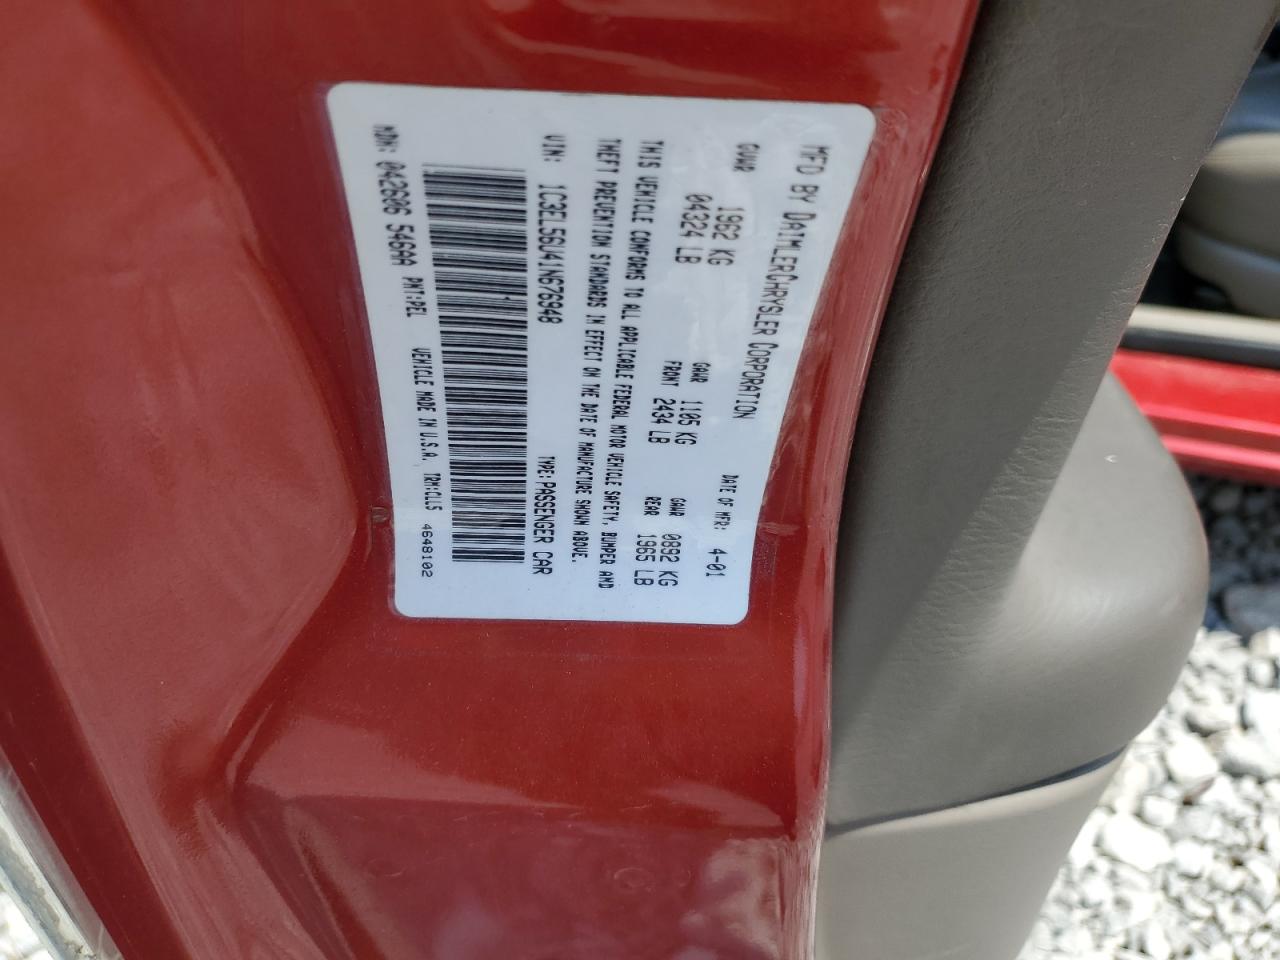 MFD BY DAIMLERCHRYSLER CORPORATION
DATE OF MFR: 4-01
GVWR 1962 KG
04324 LB
GAWR FRONT 1105 KG
2434 LB
GAWR REAR 0892 KG
1965 LB
THIS VEHICLE CONFORMS TO ALL APPLICABLE FEDERAL MOTOR VEHICLE SAFETY, BUMPER AND
THEFT PREVENTION STANDARDS IN EFFECT ON THE DATE OF MANUFACTURE SHOWN ABOVE.
VIN: 1C3EL56U41N676948 TYPE: PASSENGER CAR
MDH: 042606 546AA PNT:PEL VEHICLE MADE IN U.S.A. TRM:CLL5 4648102